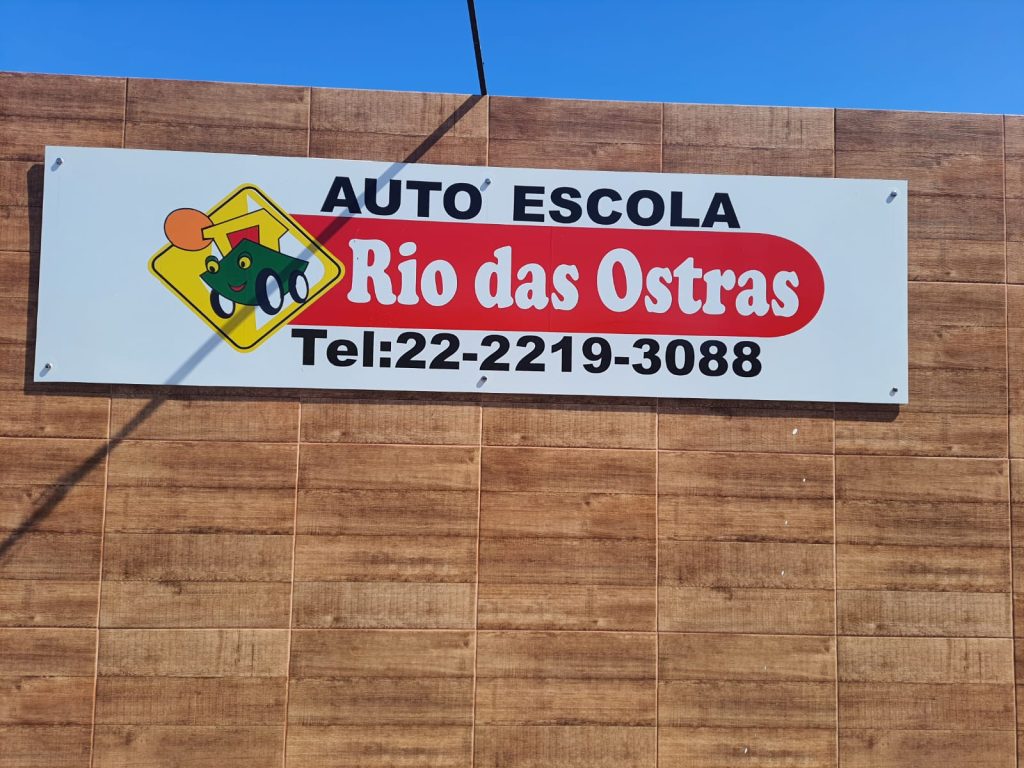 AUTO ESCOLA
Rio das Ostras
Tel:22-2219-3088